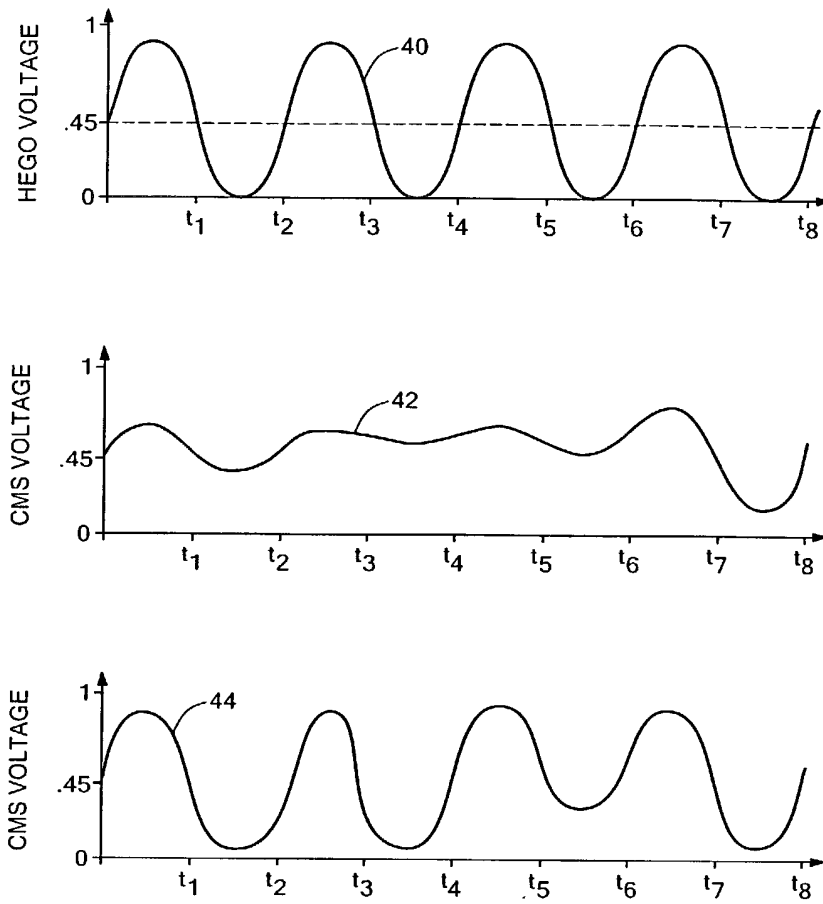 HEGO VOLTAGE
1
40
.45
0
t1 t2 t3 t4 t5 t6 t7 t8
CMS VOLTAGE
1
42
.45
0
t1 t2 t3 t4 t5 t6 t7 t8
CMS VOLTAGE
1
44
.45
0
t1 t2 t3 t4 t5 t6 t7 t8